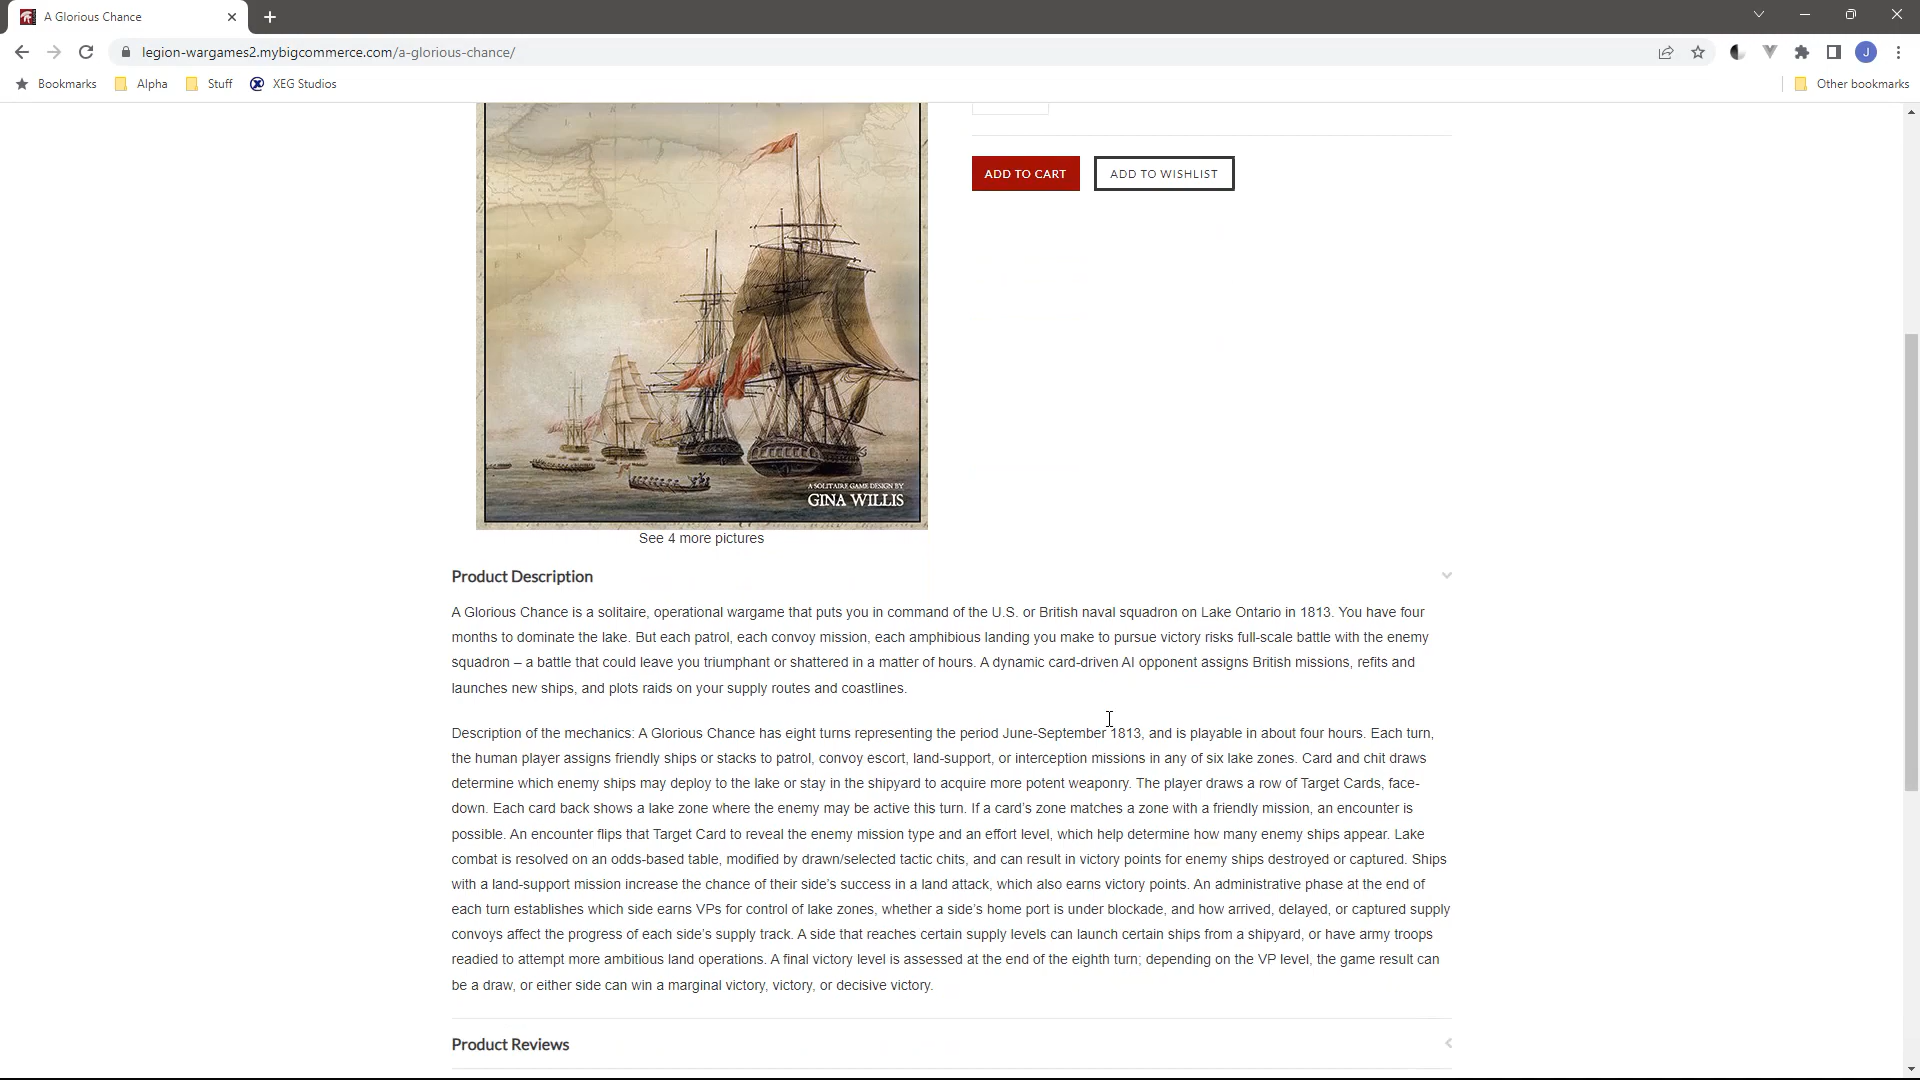 A Glorious Chance
legion-wargames2.mybigcommerce.com/a-glorious-chance/
J
Bookmarks
Alpha
Stuff
XEG Studios
Other bookmarks
ADD TO CART
ADD TO WISHLIST
A SOLITAIRE GAME DESIGN BY
GINA WILLIS
See 4 more pictures
Product Description
A Glorious Chance is a solitaire, operational wargame that puts you in command of the U.S. or British naval squadron on Lake Ontario in 1813. You have four
months to dominate the lake. But each patrol, each convoy mission, each amphibious landing you make to pursue victory risks full-scale battle with the enemy
squadron – a battle that could leave you triumphant or shattered in a matter of hours. A dynamic card-driven AI opponent assigns British missions, refits and
launches new ships, and plots raids on your supply routes and coastlines.
Description of the mechanics: A Glorious Chance has eight turns representing the period June-September 1813, and is playable in about four hours. Each turn,
the human player assigns friendly ships or stacks to patrol, convoy escort, land-support, or interception missions in any of six lake zones. Card and chit draws
determine which enemy ships may deploy to the lake or stay in the shipyard to acquire more potent weaponry. The player draws a row of Target Cards, face-
down. Each card back shows a lake zone where the enemy may be active this turn. If a card’s zone matches a zone with a friendly mission, an encounter is
possible. An encounter flips that Target Card to reveal the enemy mission type and an effort level, which help determine how many enemy ships appear. Lake
combat is resolved on an odds-based table, modified by drawn/selected tactic chits, and can result in victory points for enemy ships destroyed or captured. Ships
with a land-support mission increase the chance of their side’s success in a land attack, which also earns victory points. An administrative phase at the end of
each turn establishes which side earns VPs for control of lake zones, whether a side’s home port is under blockade, and how arrived, delayed, or captured supply
convoys affect the progress of each side’s supply track. A side that reaches certain supply levels can launch certain ships from a shipyard, or have army troops
readied to attempt more ambitious land operations. A final victory level is assessed at the end of the eighth turn; depending on the VP level, the game result can
be a draw, or either side can win a marginal victory, victory, or decisive victory.
Product Reviews